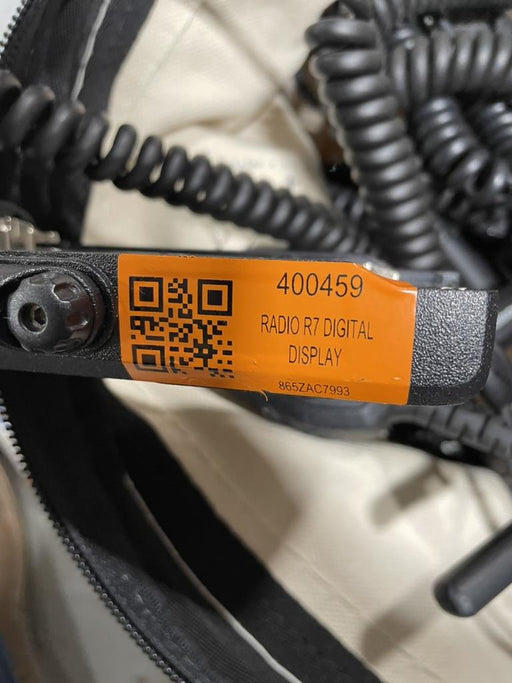 400459
RADIO R7 DIGITAL
DISPLAY
865ZAC7993